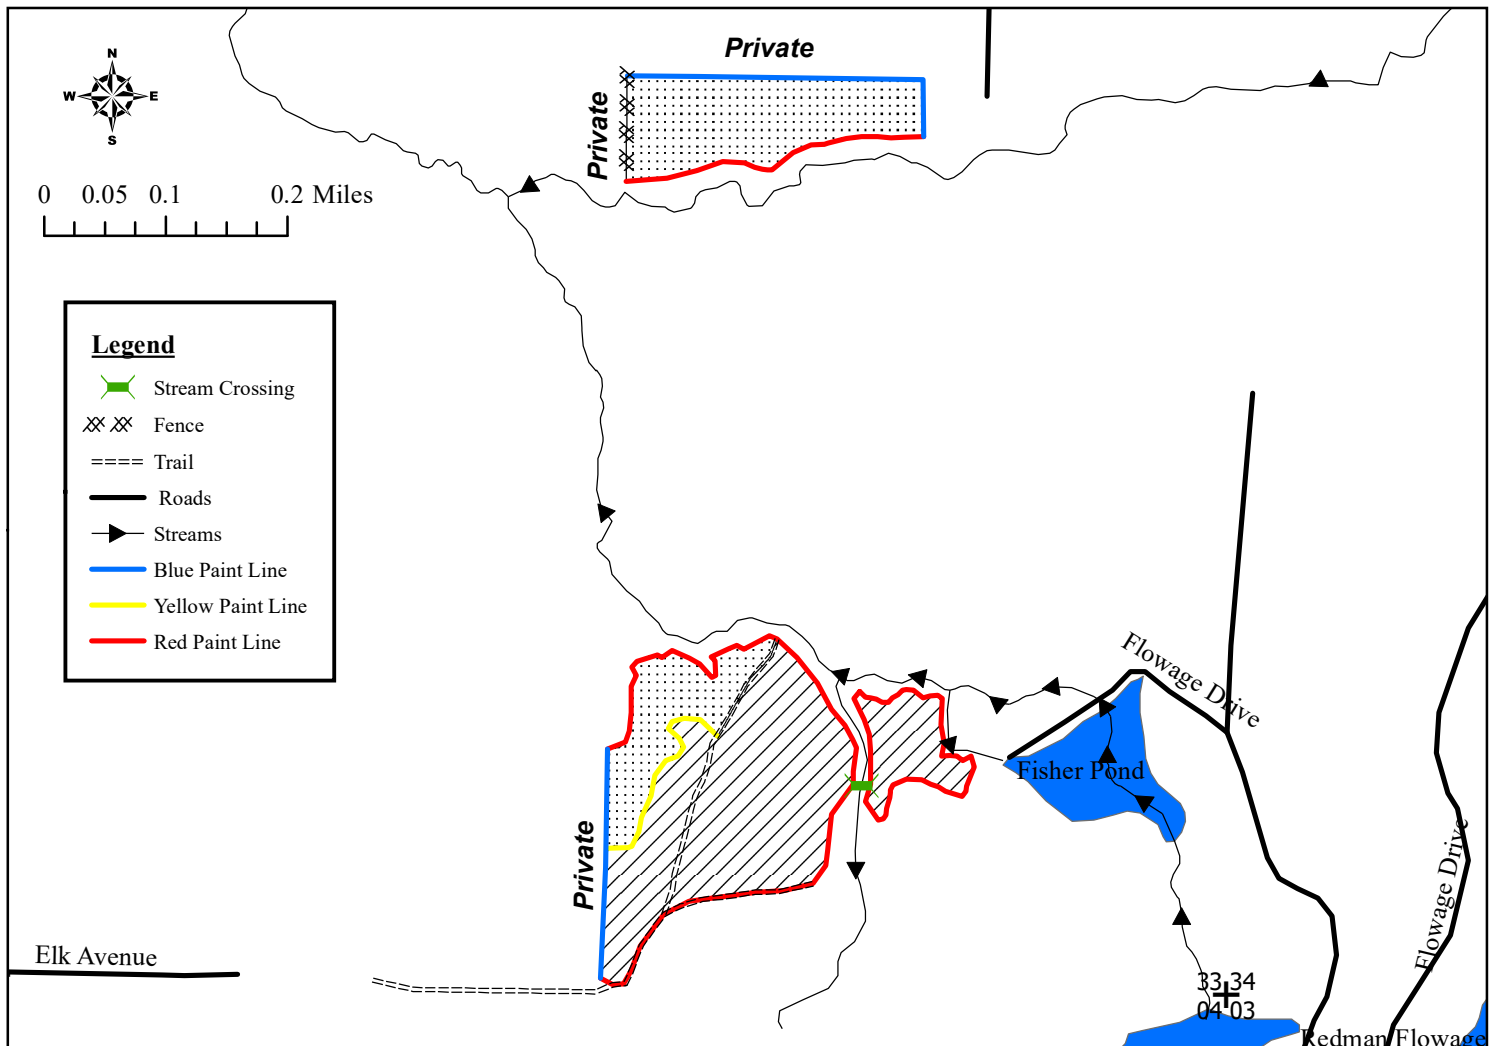 Private
N
W E
S
Private
0 0.05 0.1 0.2 Miles
Legend
Stream Crossing
Fence
Trail
Roads
Streams
Blue Paint Line
Yellow Paint Line
Red Paint Line
Flowage Drive
Fisher Pond
Private
Flowage Drive
Elk Avenue
33 34
04 03
Redman Flowage